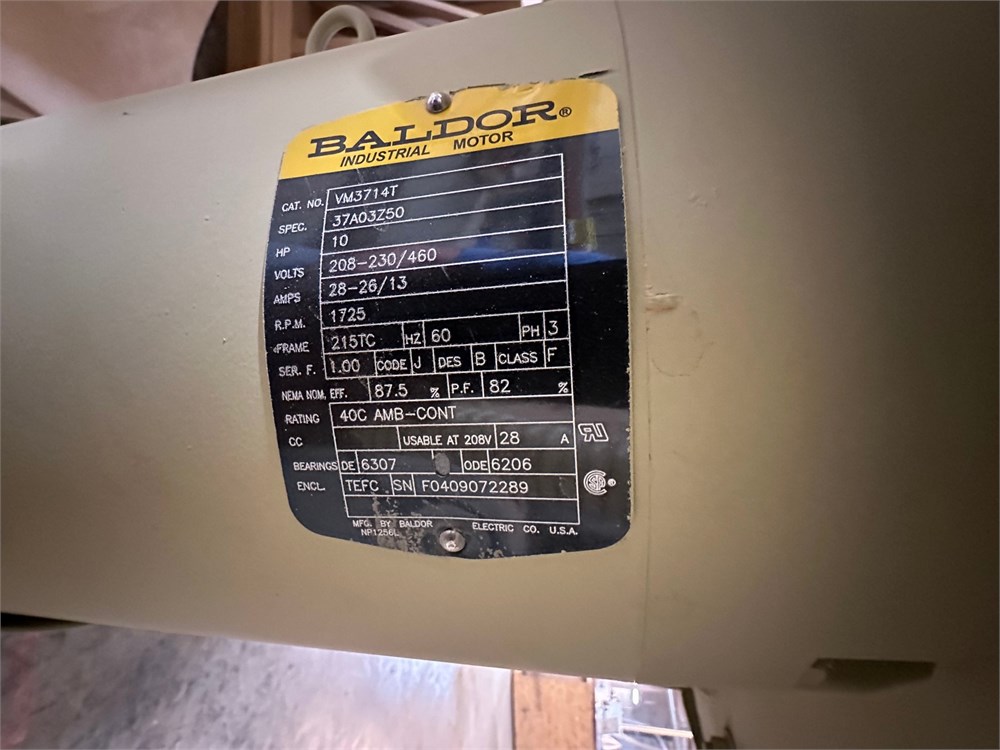 BALDOR®
INDUSTRIAL MOTOR
CAT. NO. VM3714T
SPEC. 37A03Z50
HP 10
VOLTS 208-230/460
AMPS 28-26/13
R.P.M. 1725
FRAME 215TC HZ 60 PH 3
SER. F. 1.00 CODE J DES B CLASS F
NEMA NOM. EFF. 87.5 % P.F. 82 %
RATING 40C AMB-CONT
CC USABLE AT 208V 28 A
BEARINGS DE 6307 ODE 6206
ENCL. TEFC SN F0409072289
MFG. BY BALDOR ELECTRIC CO. U.S.A.
NP1256L